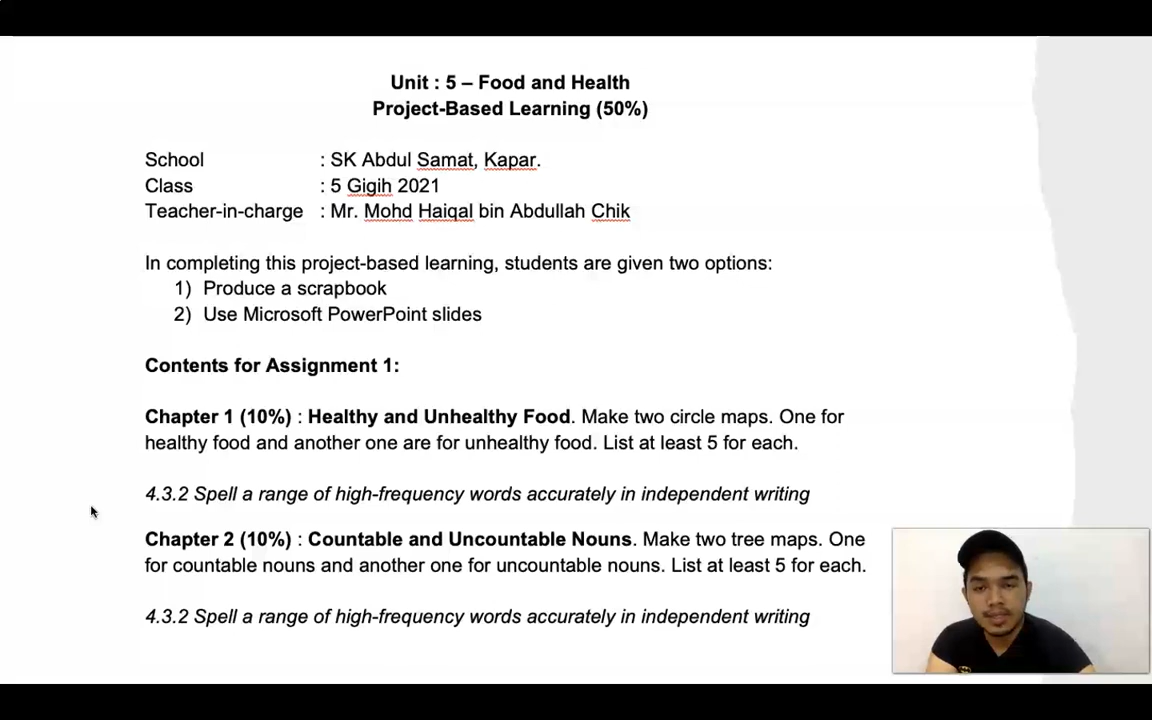 Unit : 5 – Food and Health
Project-Based Learning (50%)
School : SK Abdul Samat, Kapar.
Class : 5 Gigih 2021
Teacher-in-charge : Mr. Mohd Haiqal bin Abdullah Chik
In completing this project-based learning, students are given two options:
1) Produce a scrapbook
2) Use Microsoft PowerPoint slides
Contents for Assignment 1:
Chapter 1 (10%) : Healthy and Unhealthy Food. Make two circle maps. One for
healthy food and another one are for unhealthy food. List at least 5 for each.
4.3.2 Spell a range of high-frequency words accurately in independent writing
Chapter 2 (10%) : Countable and Uncountable Nouns. Make two tree maps. One
for countable nouns and another one for uncountable nouns. List at least 5 for each.
4.3.2 Spell a range of high-frequency words accurately in independent writing